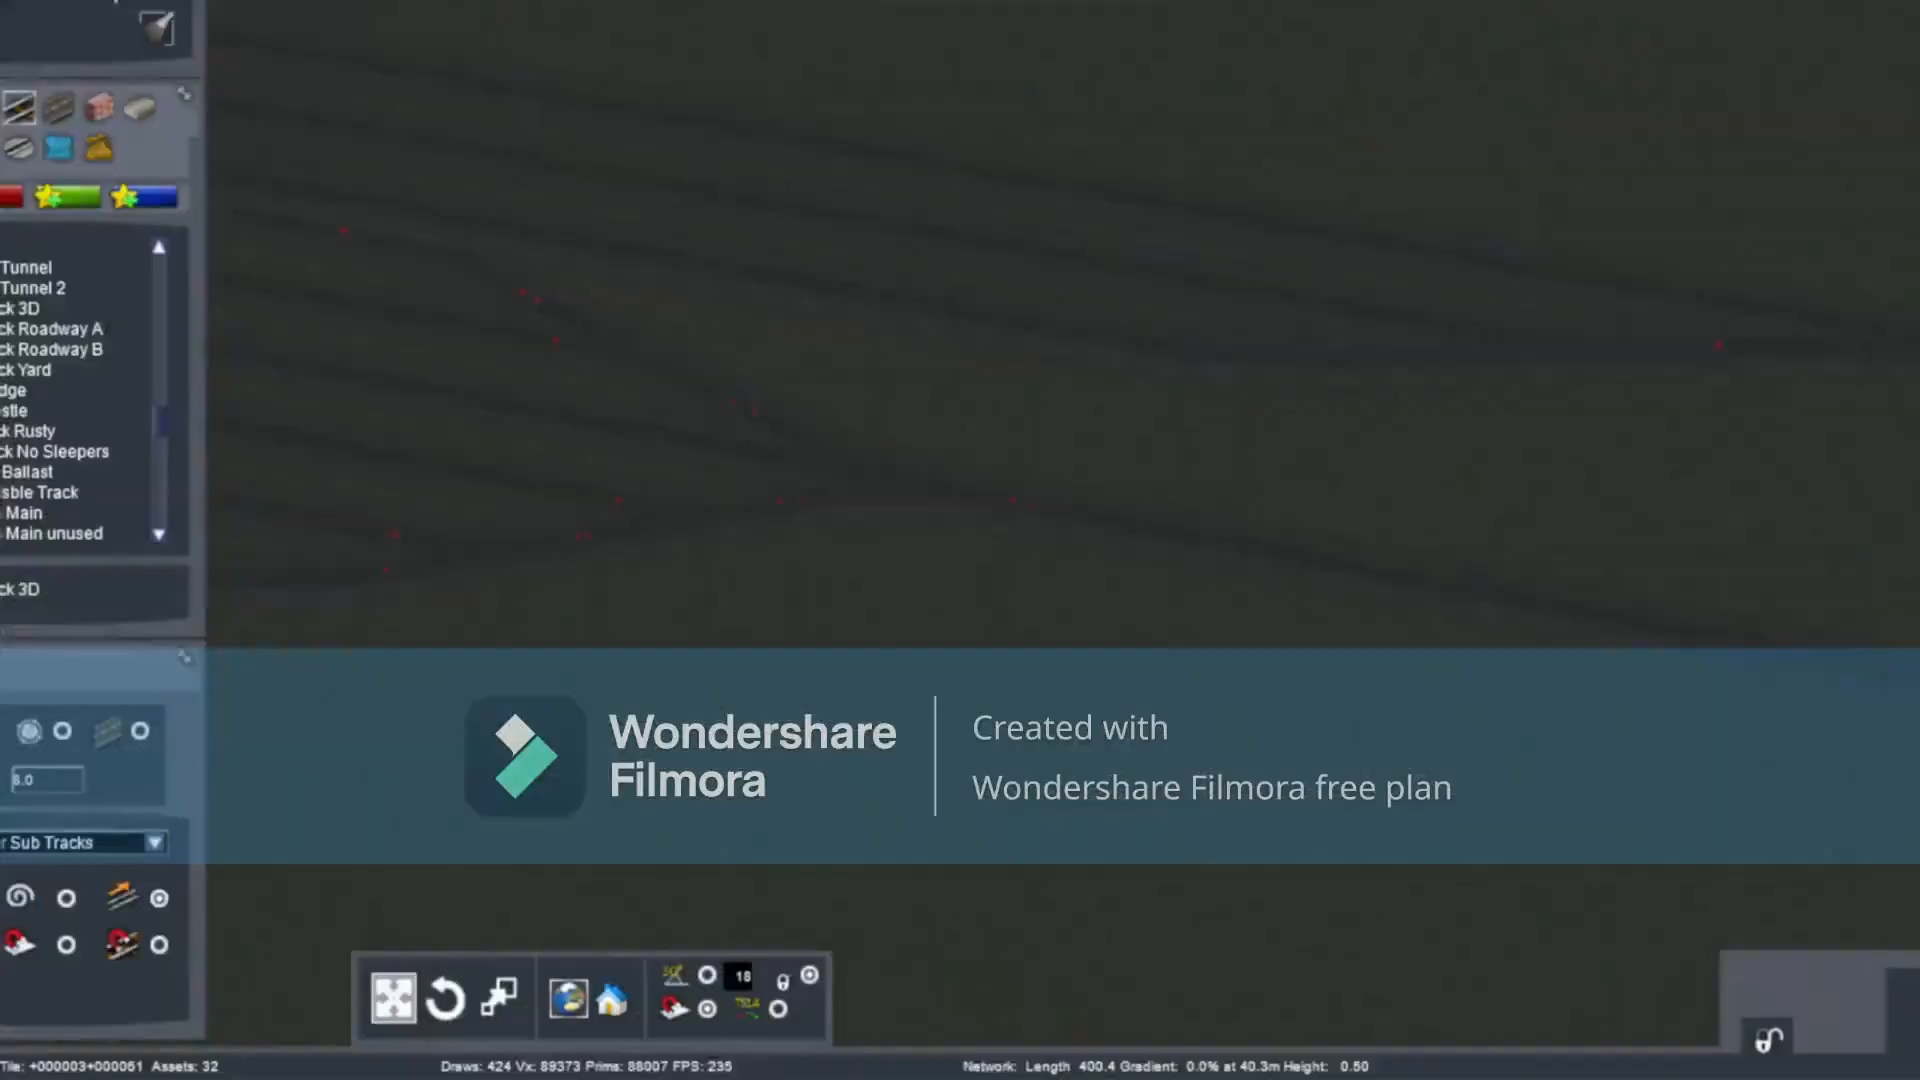 Tunnel
Tunnel 2
ck 3D
ck Roadway A
ck Roadway B
ck Yard
dge
stle
ck Rusty
ck No Sleepers
Ballast
sble Track
Main
Main unused
ck 3D
Wondershare
Filmora
Created with
Wondershare Filmora free plan
8.0
r Sub Tracks
18
Tile: +000003+000061 Assets: 32
Draws: 424 Vx: 89373 Prims: 88007 FPS: 235
Network: Length 400.4 Gradient: 0.0% at 40.3m Height: 0.50